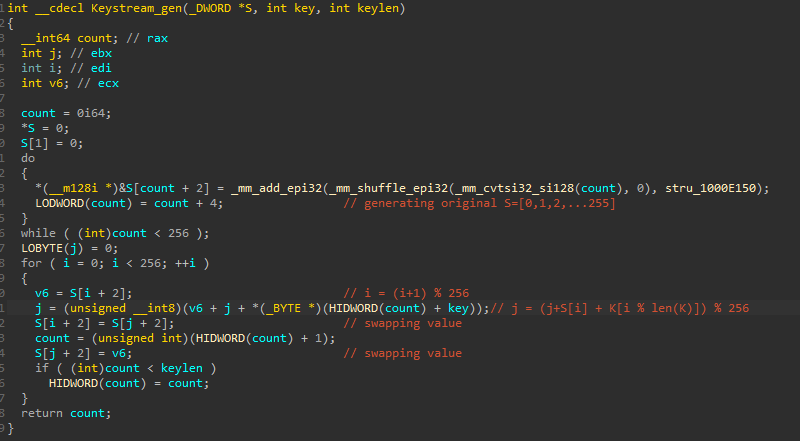 1 int __cdecl Keystream_gen(_DWORD *S, int key, int keylen)
2 {
3   __int64 count; // rax
4   int j; // ebx
5   int i; // edi
6   int v6; // ecx
7
8   count = 0i64;
9   *S = 0;
0   S[1] = 0;
1   do
2   {
3     *(__m128i *)&S[count + 2] = _mm_add_epi32(_mm_shuffle_epi32(_mm_cvtsi32_si128(count), 0), stru_1000E150);
4     LODWORD(count) = count + 4;                 // generating original S=[0,1,2,...255]
5   }
6   while ( (int)count < 256 );
7   LOBYTE(j) = 0;
8   for ( i = 0; i < 256; ++i )
9   {
0     v6 = S[i + 2];                              // i = (i+1) % 256
1     j = (unsigned __int8)(v6 + j + *(_BYTE *)(HIDWORD(count) + key));// j = (j+S[i] + K[i % len(K)]) % 256
2     S[i + 2] = S[j + 2];                        // swapping value
3     count = (unsigned int)(HIDWORD(count) + 1);
4     S[j + 2] = v6;                              // swapping value
5     if ( (int)count < keylen )
6       HIDWORD(count) = count;
7   }
8   return count;
9 }